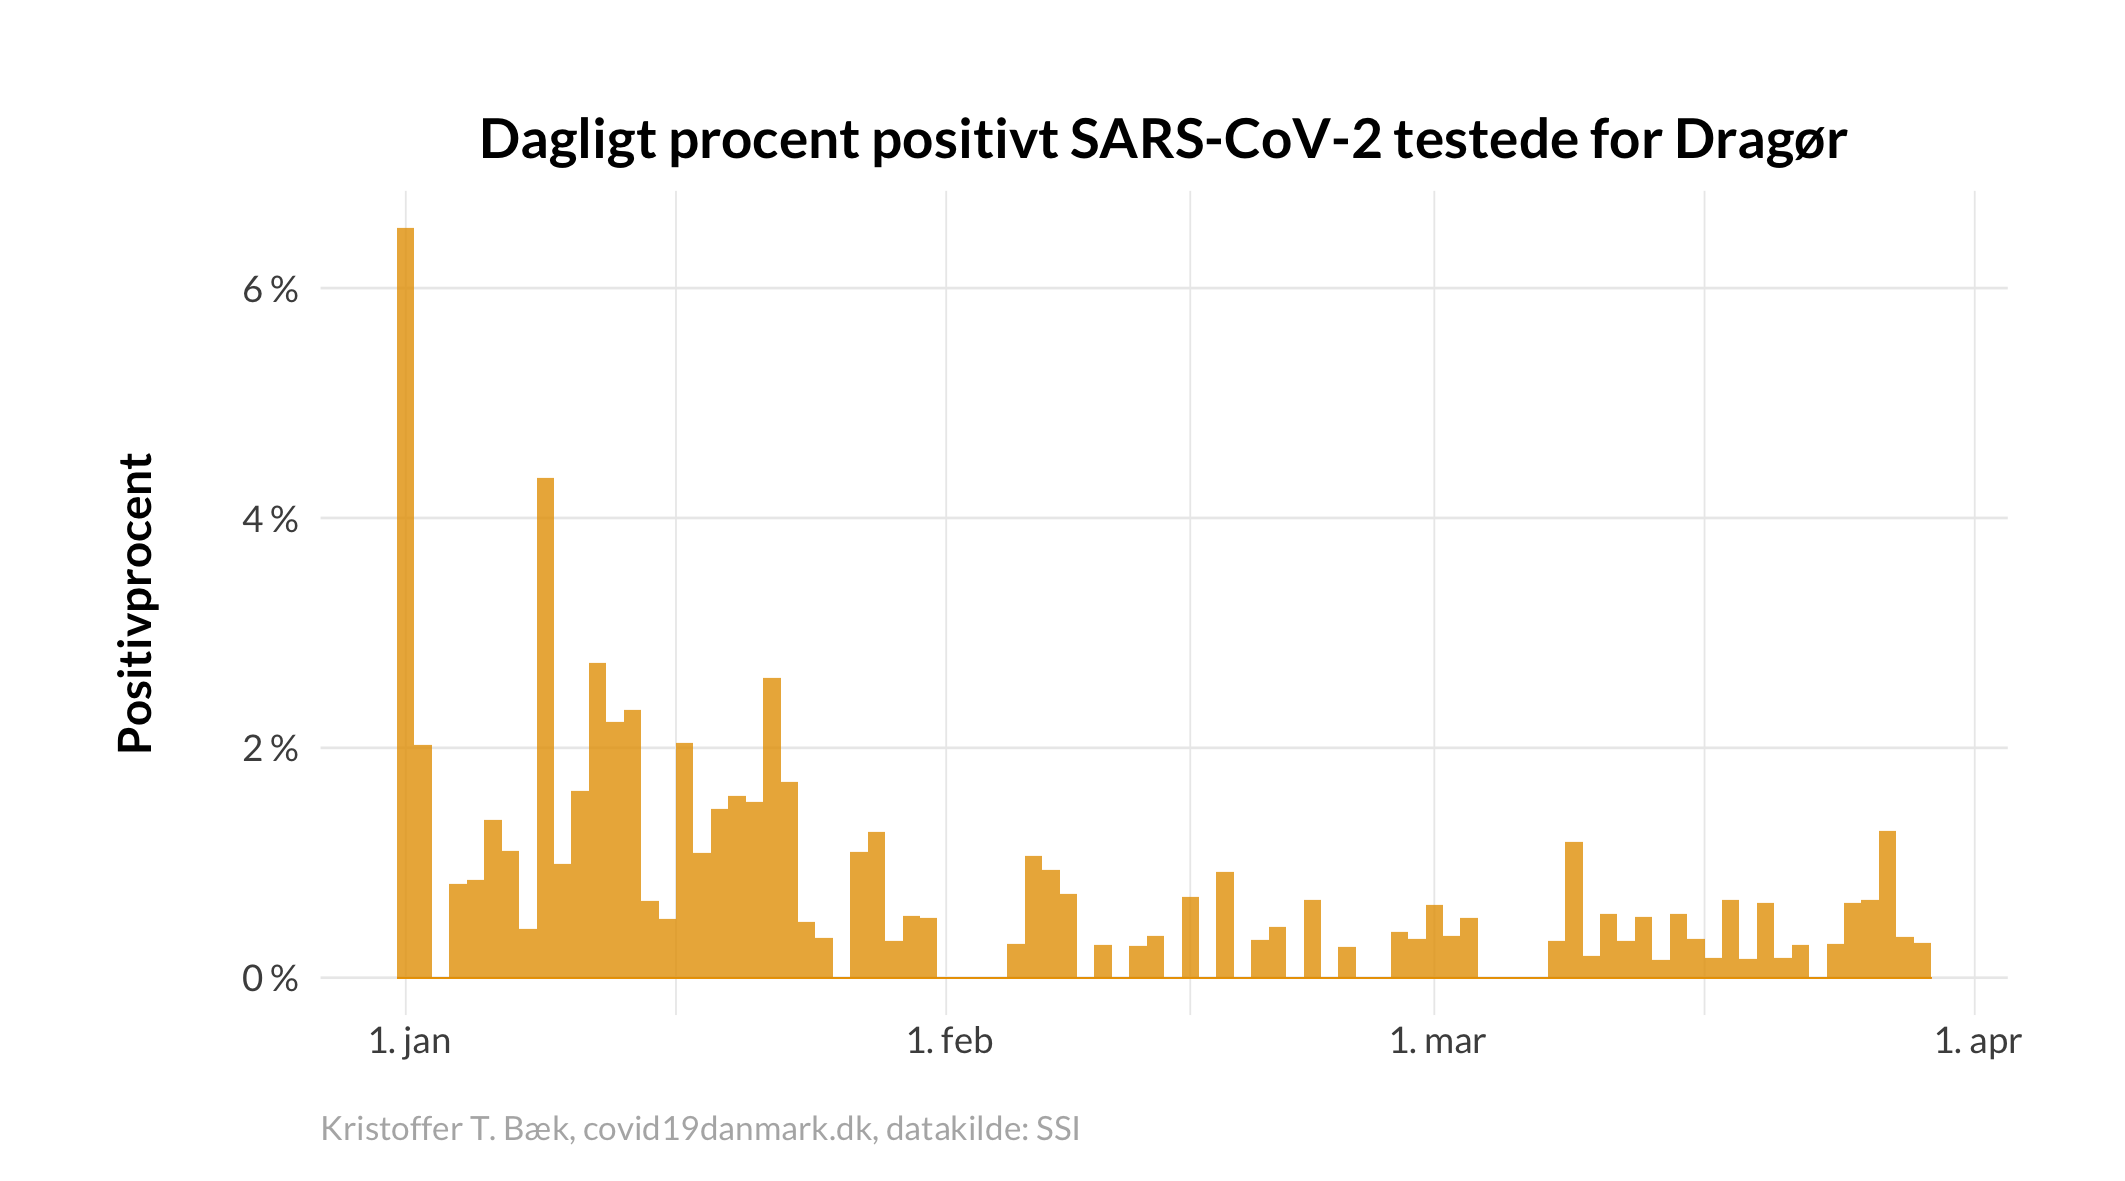 Dagligt procent positivt SARS-CoV-2 testede for Dragør
Positivprocent
6 %
4 %
2 %
0 %
1. jan
1. feb
1. mar
1. apr
Kristoffer T. Bæk, covid19danmark.dk, datakilde: SSI